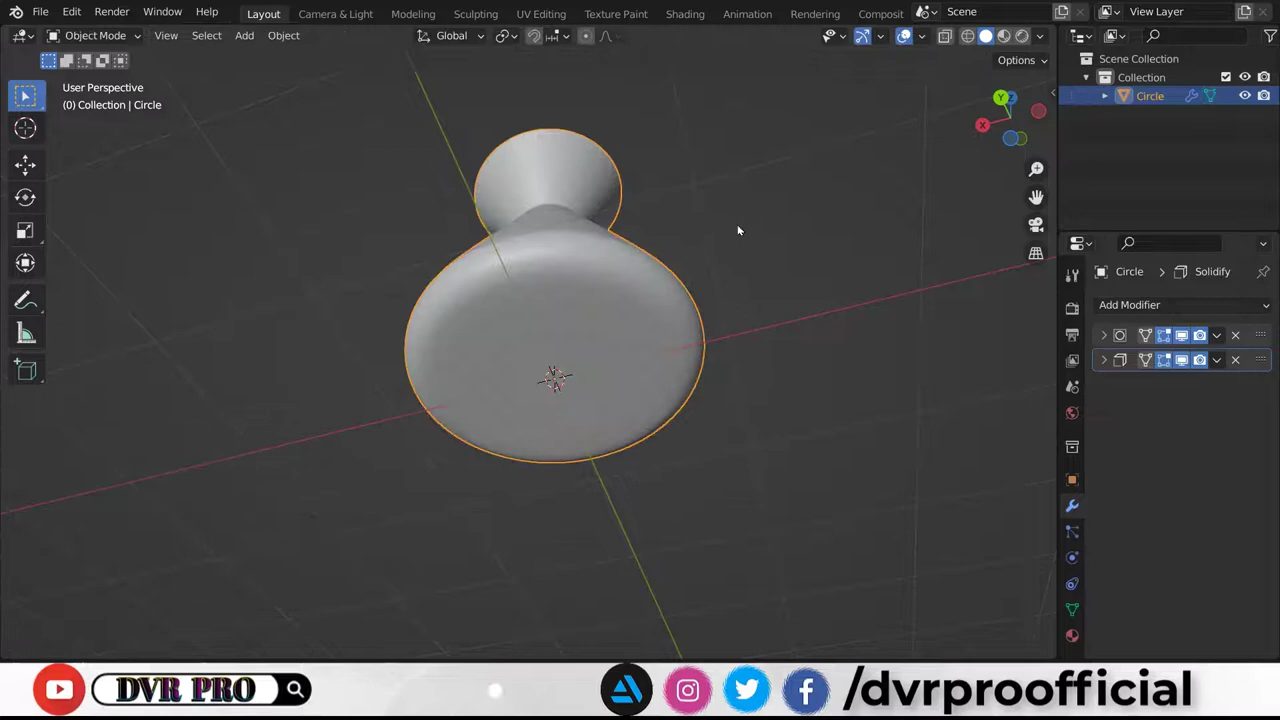 File Edit Render Window Help Layout Camera & Light Modeling Sculpting UV Editing Texture Paint Shading Animation Rendering Composit Scene View Layer
Object Mode View Select Add Object Global
Options
User Perspective
(0) Collection | Circle
Y
Z
X
Scene Collection
Collection
Circle
Circle > Solidify
Add Modifier
DVR PRO
/dvrproofficial